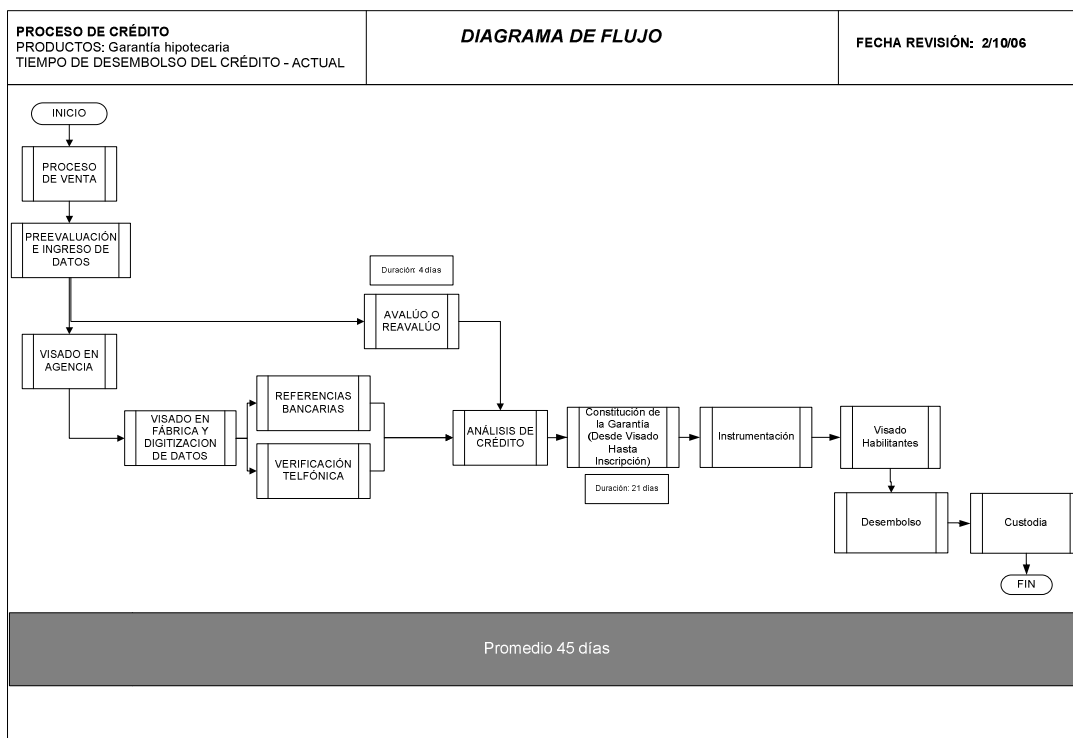 PROCESO DE CRÉDITO
PRODUCTOS: Garantía hipotecaria
TIEMPO DE DESEMBOLSO DEL CRÉDITO - ACTUAL
DIAGRAMA DE FLUJO
FECHA REVISIÓN: 2/10/06
INICIO
PROCESO
DE VENTA
PREEVALUACIÓN
E INGRESO DE
DATOS
Duración: 4 días
AVALÚO O
REAVALÚO
VISADO EN
AGENCIA
VISADO EN
FÁBRICA Y
DIGITIZACION
DE DATOS
REFERENCIAS
BANCARIAS
VERIFICACIÓN
TELFÓNICA
ANÁLISIS DE
CRÉDITO
Constitución de
la Garantía
(Desde Visado
Hasta
Inscripción)
Duración: 21 días
Instrumentación
Visado
Habilitantes
Desembolso
Custodia
FIN
Promedio 45 días